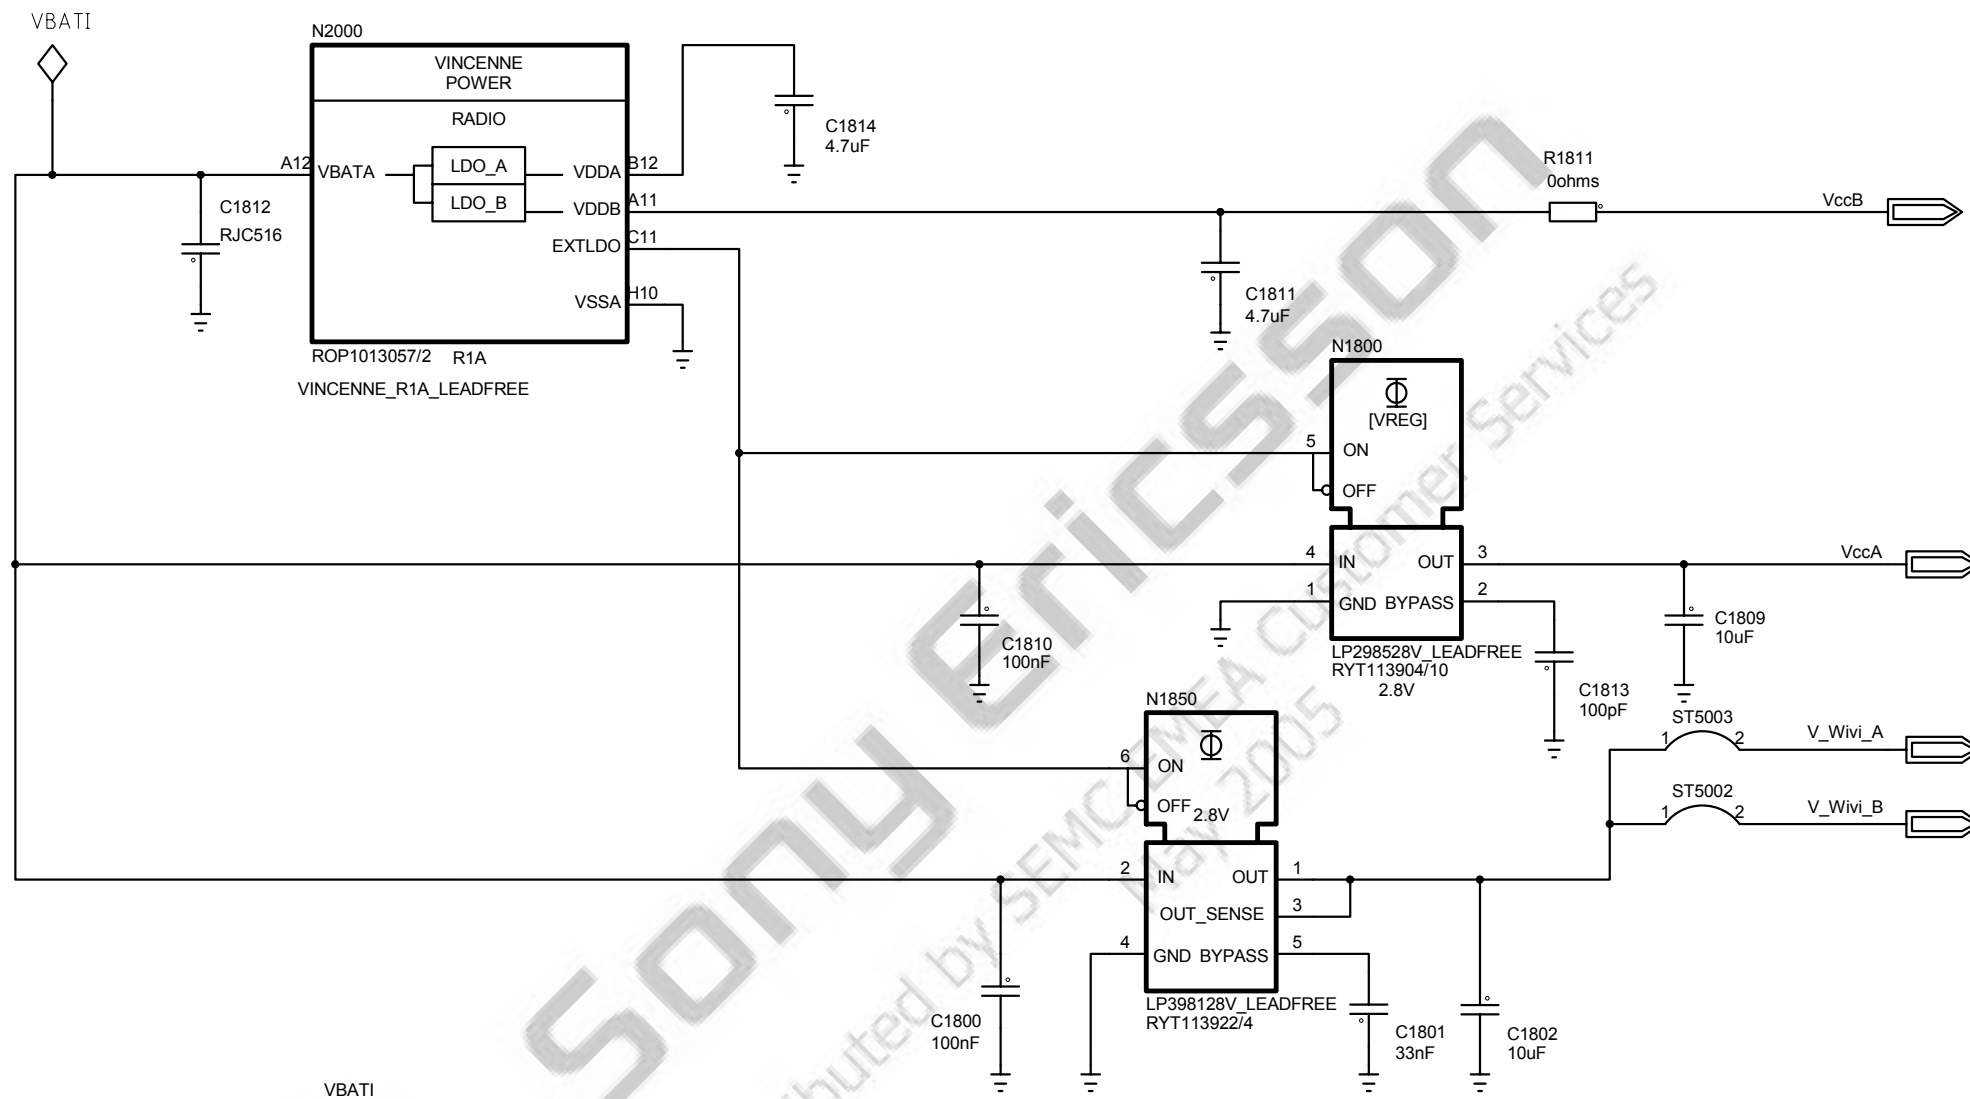 VBATI
N2000
VINCENNE
POWER
RADIO
A12
VBATA
LDO_A
LDO_B
VDDA
B12
VDDB
A11
EXTLDO
C11
VSSA
H10
ROP1013057/2 R1A
VINCENNE_R1A_LEADFREE
C1812
RJC516
C1814
4.7uF
R1811
0ohms
VccB
C1811
4.7uF
N1800
[VREG]
5
ON
OFF
4
IN
OUT
3
VccA
1
GND
BYPASS
2
C1810
100nF
LP298528V_LEADFREE
RYT113904/10
2.8V
C1813
100pF
C1809
10uF
N1850
6
ON
OFF
2.8V
2
IN
OUT
1
OUT_SENSE
3
4
GND
BYPASS
5
LP398128V_LEADFREE
RYT113922/4
C1800
100nF
C1801
33nF
C1802
10uF
ST5003
1
2
V_Wivi_A
ST5002
1
2
V_Wivi_B
VBATI
Sony Ericsson
buted by SEMC EMEA Customer Services
May 2005